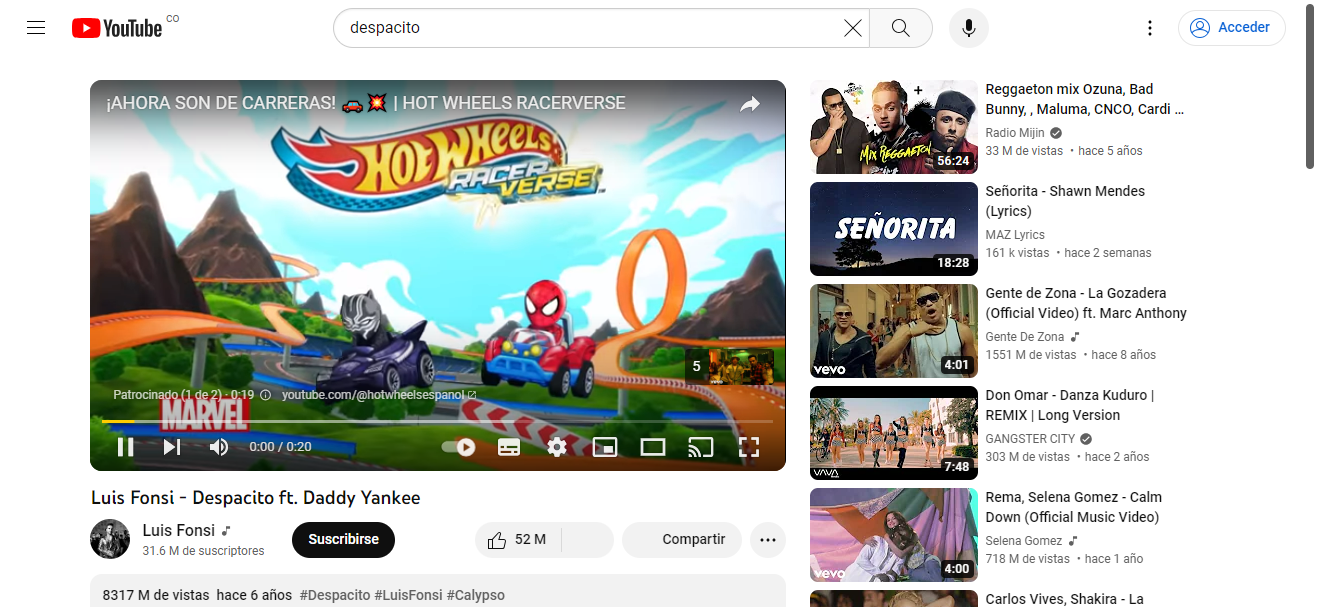 YouTube CO
despacito
Acceder
¡AHORA SON DE CARRERAS! 🚗💥 | HOT WHEELS RACERVERSE
HOT WHEELS
RACER
VERSE
5
Patrocinado (1 de 2) · 0:19 youtube.com/@hotwheelsespanol
MARVEL
0:00 / 0:20
Luis Fonsi - Despacito ft. Daddy Yankee
Luis Fonsi
31.6 M de suscriptores
Suscribirse
52 M
Compartir
8317 M de vistas hace 6 años #Despacito #LuisFonsi #Calypso
MIX REGGAETON
56:24
Reggaeton mix Ozuna, Bad
Bunny, , Maluma, CNCO, Cardi ...
Radio Mijin
33 M de vistas • hace 5 años
SEÑORITA
18:28
Señorita - Shawn Mendes
(Lyrics)
MAZ Lyrics
161 k vistas • hace 2 semanas
vevo
4:01
Gente de Zona - La Gozadera
(Official Video) ft. Marc Anthony
Gente De Zona
1551 M de vistas • hace 8 años
VAVA
7:48
Don Omar - Danza Kuduro |
REMIX | Long Version
GANGSTER CITY
303 M de vistas • hace 2 años
vevo
4:00
Rema, Selena Gomez - Calm
Down (Official Music Video)
Selena Gomez
718 M de vistas • hace 1 año
Carlos Vives, Shakira - La